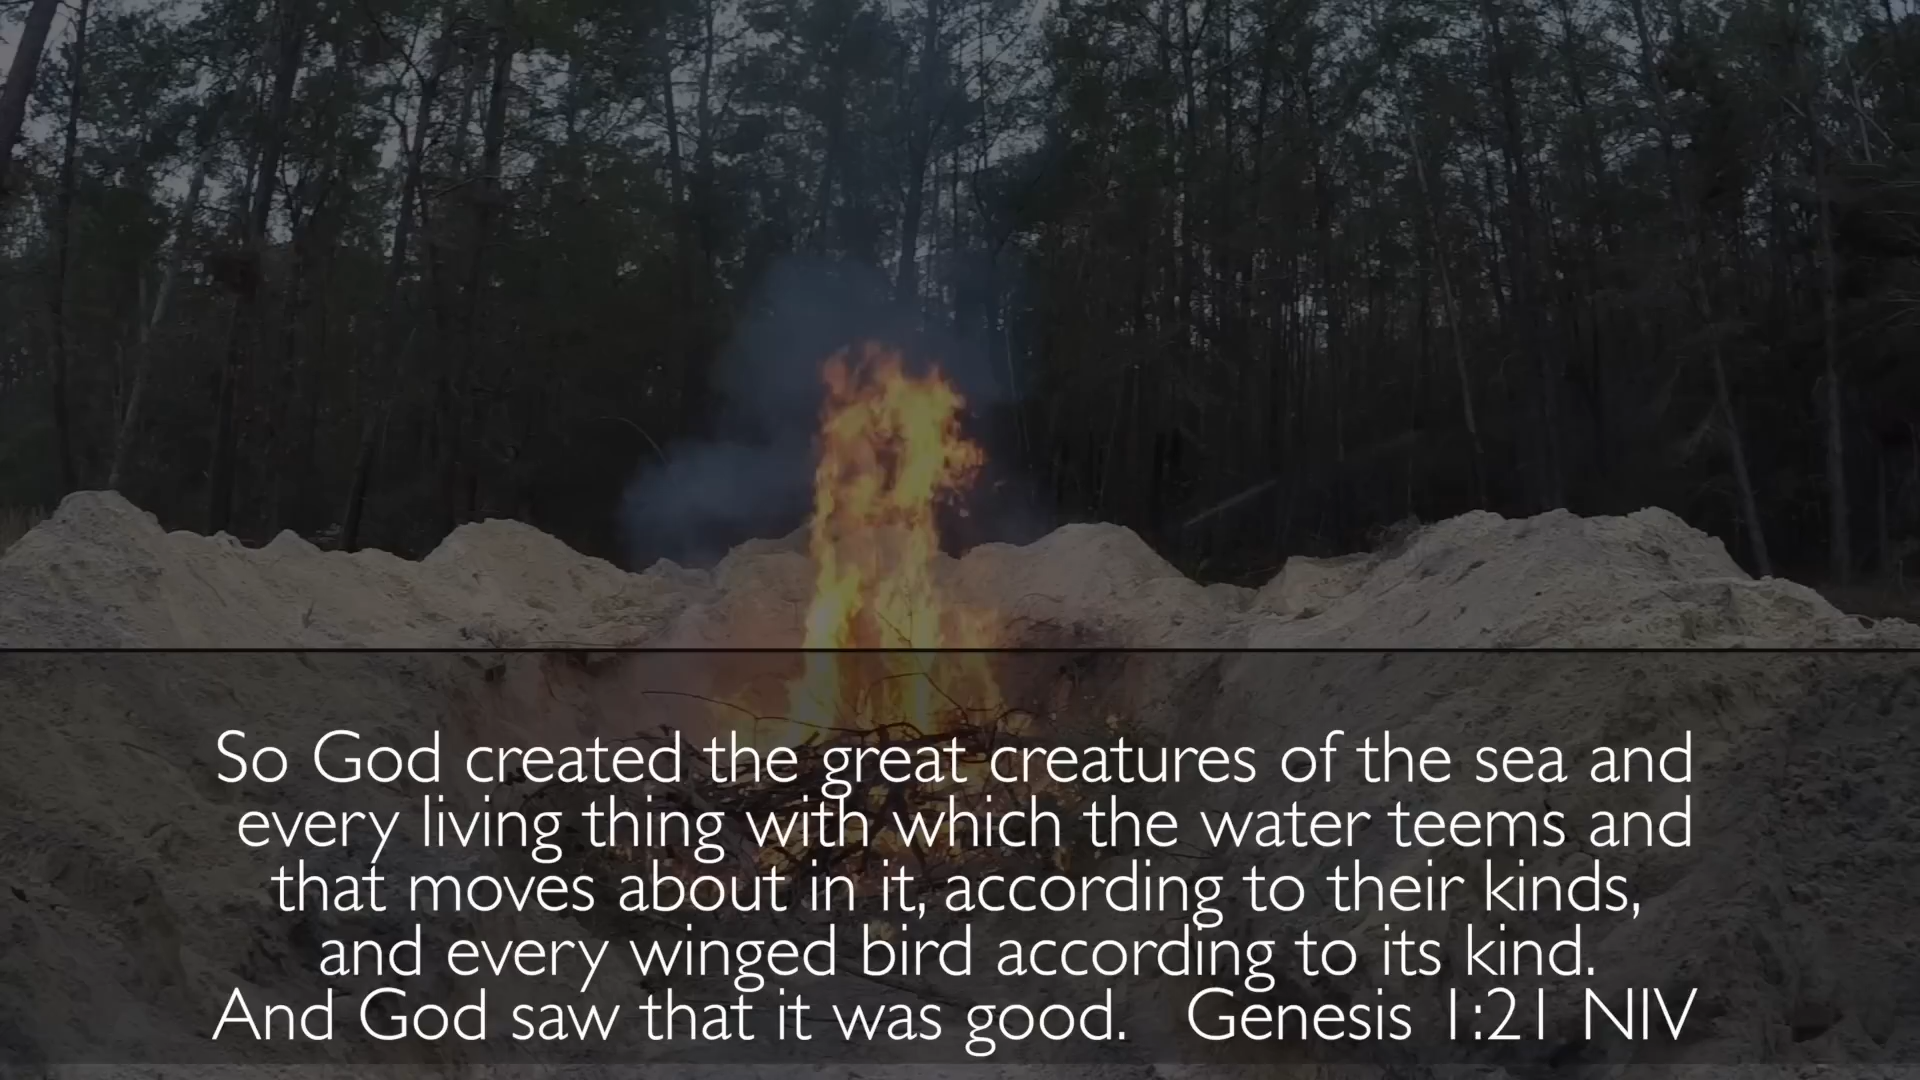 So God created the great creatures of the sea and
every living thing with which the water teems and
that moves about in it, according to their kinds,
and every winged bird according to its kind.
And God saw that it was good. Genesis 1:21 NIV